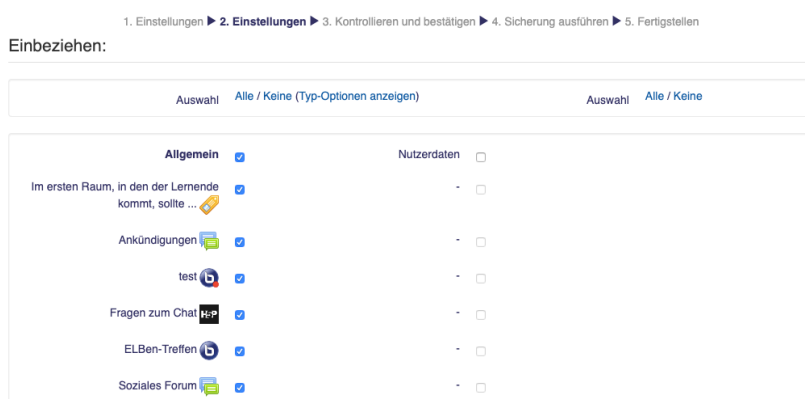 1. Einstellungen ▶ 2. Einstellungen ▶ 3. Kontrollieren und bestätigen ▶ 4. Sicherung ausführen ▶ 5. Fertigstellen
Einbeziehen:
Auswahl Alle / Keine (Typ-Optionen anzeigen) Auswahl Alle / Keine
Allgemein Nutzerdaten
Im ersten Raum, in den der Lernende
kommt, sollte ... -
Ankündigungen -
test b -
Fragen zum Chat H5P -
ELBen-Treffen b -
Soziales Forum -